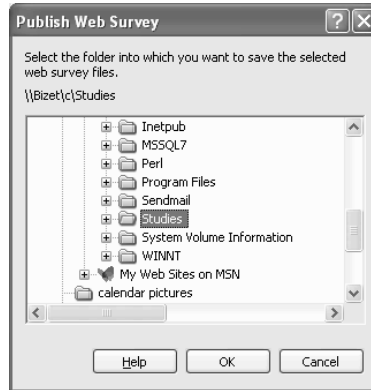 Publish Web Survey
Select the folder into which you want to save the selected
web survey files.
\\Bizet\c\Studies
Inetpub
MSSQL7
Perl
Program Files
Sendmail
Studies
System Volume Information
WINNT
My Web Sites on MSN
calendar pictures
Help
OK
Cancel